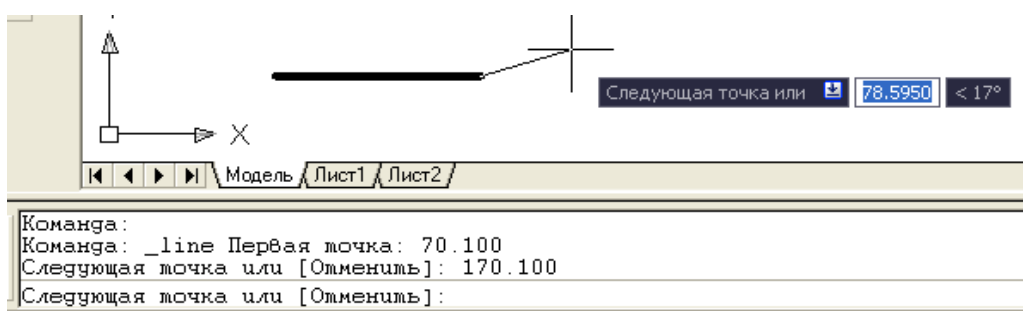 Следующая точка или 78.5950 < 17°
X
Модель Лист1 Лист2
Команда:
Команда: _line Первая точка: 70.100
Следующая точка или [Отменить]: 170.100
Следующая точка или [Отменить]: